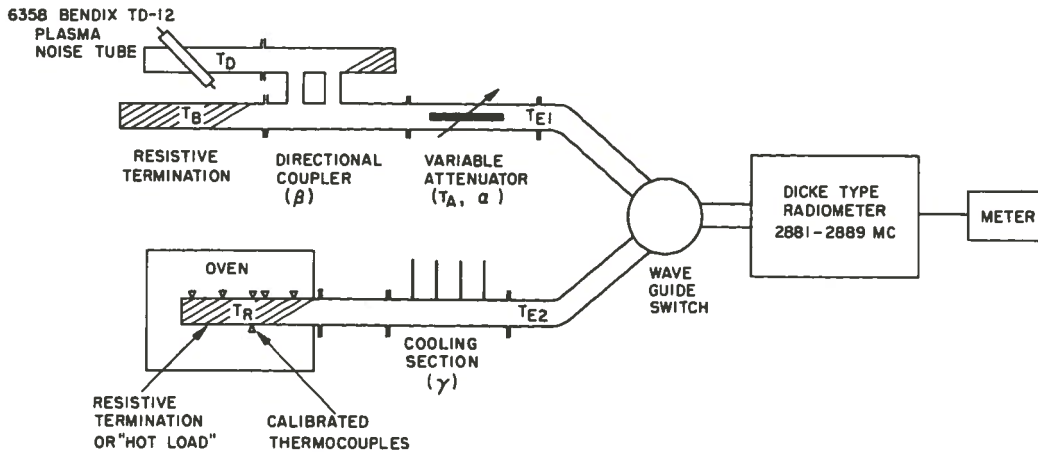 6358 BENDIX TD-12
PLASMA
NOISE TUBE
T_D
T_B
T_E1
RESISTIVE
TERMINATION
DIRECTIONAL
COUPLER
(β)
VARIABLE
ATTENUATOR
(T_A, α)
DICKE TYPE
RADIOMETER
2881-2889 MC
METER
WAVE
GUIDE
SWITCH
OVEN
T_R
T_E2
COOLING
SECTION
(γ)
RESISTIVE
TERMINATION
OR "HOT LOAD"
CALIBRATED
THERMOCOUPLES